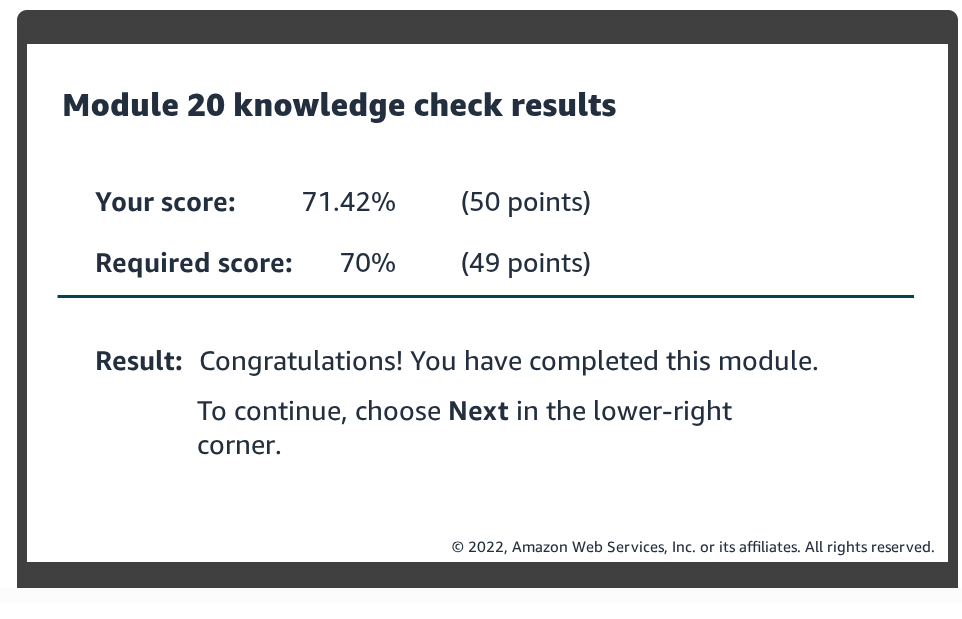 Module 20 knowledge check results
Your score: 71.42% (50 points)
Required score: 70% (49 points)
Result: Congratulations! You have completed this module.
To continue, choose Next in the lower-right
corner.
© 2022, Amazon Web Services, Inc. or its affiliates. All rights reserved.